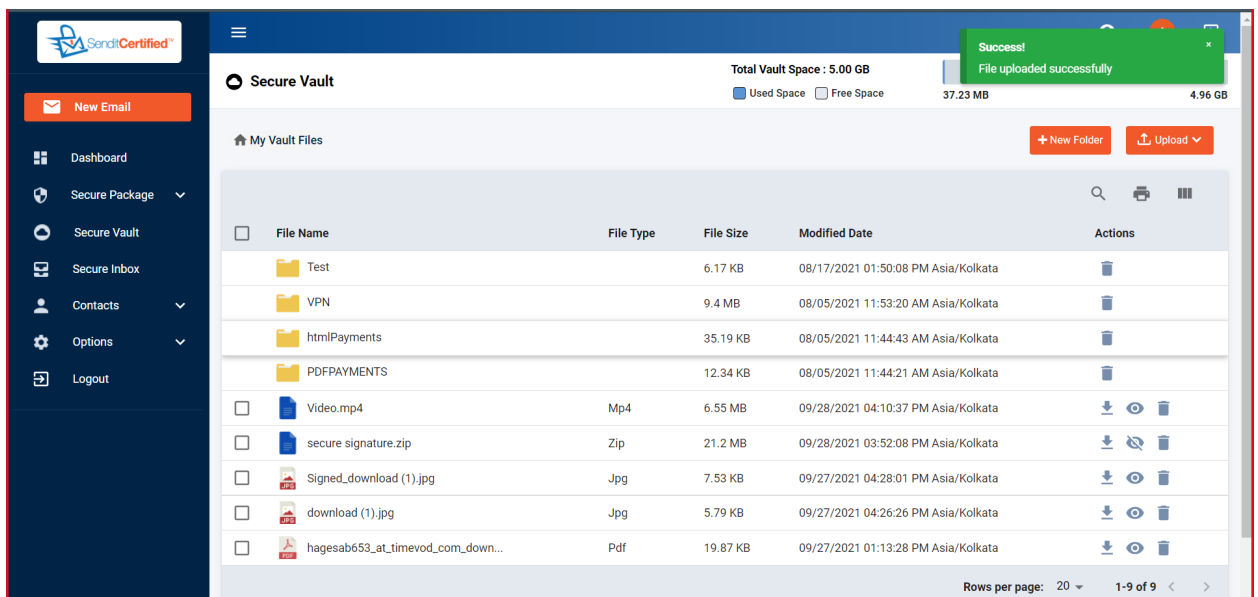 SenditCertified™
New Email
Dashboard
Secure Package
Secure Vault
Secure Inbox
Contacts
Options
Logout
Secure Vault
Total Vault Space : 5.00 GB
Used Space Free Space
37.23 MB 4.96 GB
Success! ×
File uploaded successfully
My Vault Files
+ New Folder
Upload
File Name File Type File Size Modified Date Actions
Test 6.17 KB 08/17/2021 01:50:08 PM Asia/Kolkata
VPN 9.4 MB 08/05/2021 11:53:20 AM Asia/Kolkata
htmlPayments 35.19 KB 08/05/2021 11:44:43 AM Asia/Kolkata
PDFPAYMENTS 12.34 KB 08/05/2021 11:44:21 AM Asia/Kolkata
Video.mp4 Mp4 6.55 MB 09/28/2021 04:10:37 PM Asia/Kolkata
secure signature.zip Zip 21.2 MB 09/28/2021 03:52:08 PM Asia/Kolkata
JPG Signed_download (1).jpg Jpg 7.53 KB 09/27/2021 04:28:01 PM Asia/Kolkata
JPG download (1).jpg Jpg 5.79 KB 09/27/2021 04:26:26 PM Asia/Kolkata
PDF hagesab653_at_timevod_com_down... Pdf 19.87 KB 09/27/2021 01:13:28 PM Asia/Kolkata
Rows per page: 20 1-9 of 9 < >